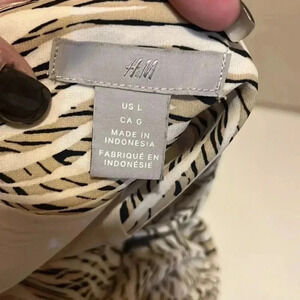 H&M
US L
CA G
MADE IN
INDONESIA
FABRIQUÉ EN
INDONÉSIE